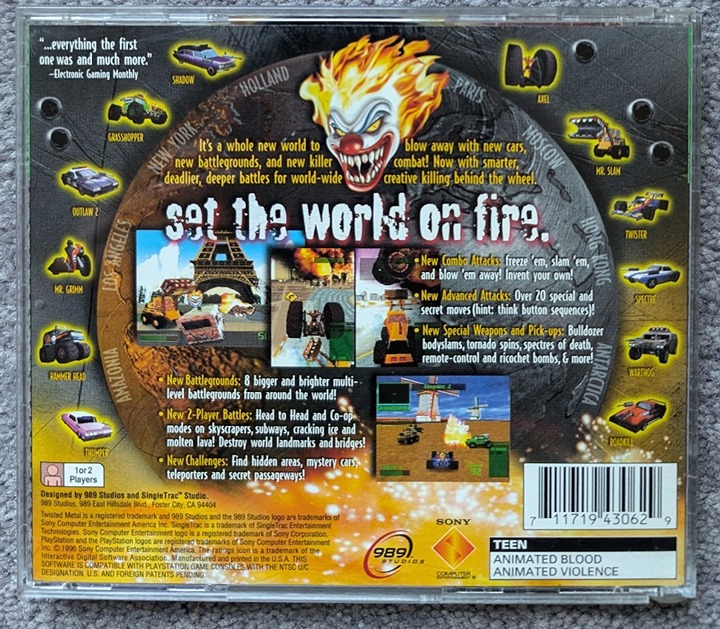 "...everything the first
one was and much more."
–Electronic Gaming Monthly
SHADOW
GRASSHOPPER
OUTLAW 2
MR. GRIMM
HAMMER HEAD
THUMPER
AXEL
MR. SLAM
TWISTER
SPECTRE
WARTHOG
ROADKILL
AMAZONIA
LOS ANGELES
NEW YORK
HOLLAND
PARIS
MOSCOW
HONG KONG
ANTARCTICA
It's a whole new world to blow away with new cars,
new battlegrounds, and new killer combat! Now with smarter,
deadlier, deeper battles for world-wide creative killing behind the wheel.
set the world on fire.
• New Combo Attacks: freeze 'em, slam 'em,
and blow 'em away! Invent your own!
• New Advanced Attacks: Over 20 special and
secret moves (hint: think button sequences)!
• New Special Weapons and Pick-ups: Bulldozer
bodyslams, tornado spins, spectres of death,
remote-control and ricochet bombs, & more!
• New Battlegrounds: 8 bigger and brighter multi-
level battlegrounds from around the world!
• New 2-Player Battles: Head to Head and Co-op
modes on skyscrapers, subways, cracking ice and
molten lava! Destroy world landmarks and bridges!
• New Challenges: Find hidden areas, mystery cars,
teleporters and secret passageways!
1 or 2
Players
Designed by 989 Studios and SingleTrac™ Studio.
989 Studios, 989 East Hillsdale Blvd., Foster City, CA 94404
Twisted Metal is a registered trademark and 989 Studios and the 989 Studios logo are trademarks of
Sony Computer Entertainment America Inc. SingleTrac is a trademark of SingleTrac Entertainment
Technologies. Sony Computer Entertainment logo is a registered trademark of Sony Corporation.
PlayStation and the PlayStation logos are registered trademarks of Sony Computer Entertainment
Inc. © 1996 Sony Computer Entertainment America. The ratings icon is a trademark of the
Interactive Digital Software Association. Manufactured and printed in the U.S.A. THIS
SOFTWARE IS COMPATIBLE WITH PLAYSTATION GAME CONSOLES WITH THE NTSC U/C
DESIGNATION. U.S. AND FOREIGN PATENTS PENDING.
989
STUDIOS
SONY
COMPUTER
ENTERTAINMENT
7 11719 43062 9
TEEN
ANIMATED BLOOD
ANIMATED VIOLENCE